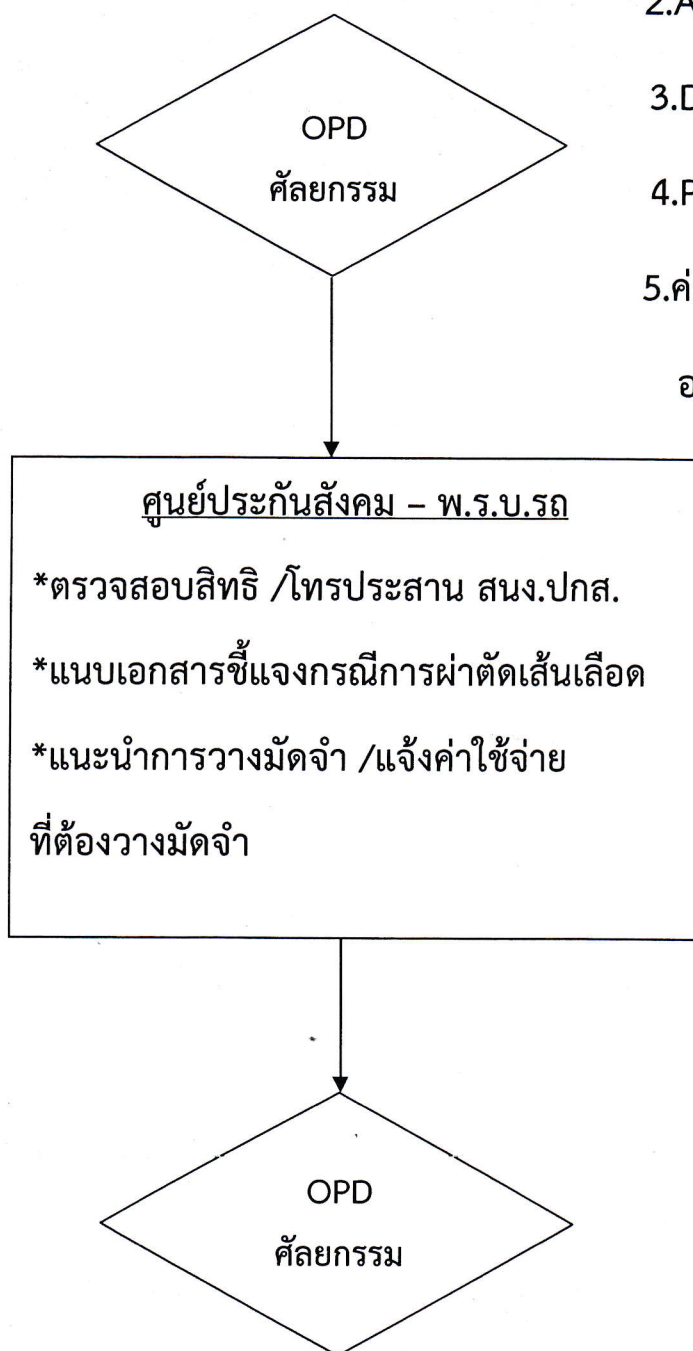 2.A
3.D
4.P
5.ค่
อ
OPD
ศัลยกรรม
ศูนย์ประกันสังคม – พ.ร.บ.รถ
*ตรวจสอบสิทธิ /โทรประสาน สนง.ปกส.
*แนบเอกสารชี้แจงกรณีการผ่าตัดเส้นเลือด
*แนะนำการวางมัดจำ /แจ้งค่าใช้จ่าย
ที่ต้องวางมัดจำ
OPD
ศัลยกรรม